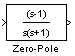 (s-1)
s(s+1)
Zero-Pole